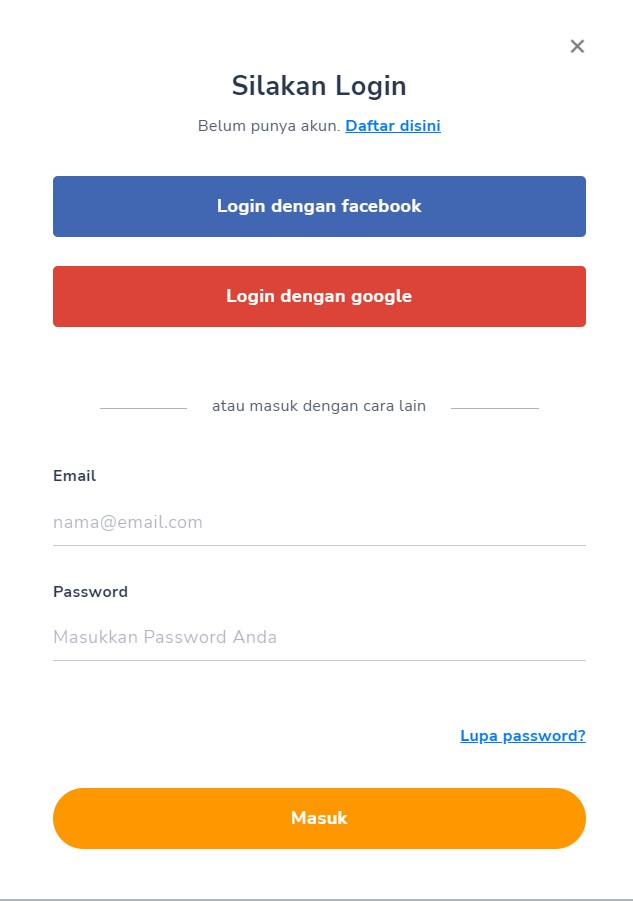 ×
Silakan Login
Belum punya akun. Daftar disini
Login dengan facebook
Login dengan google
atau masuk dengan cara lain
Email
nama@email.com
Password
Masukkan Password Anda
Lupa password?
Masuk